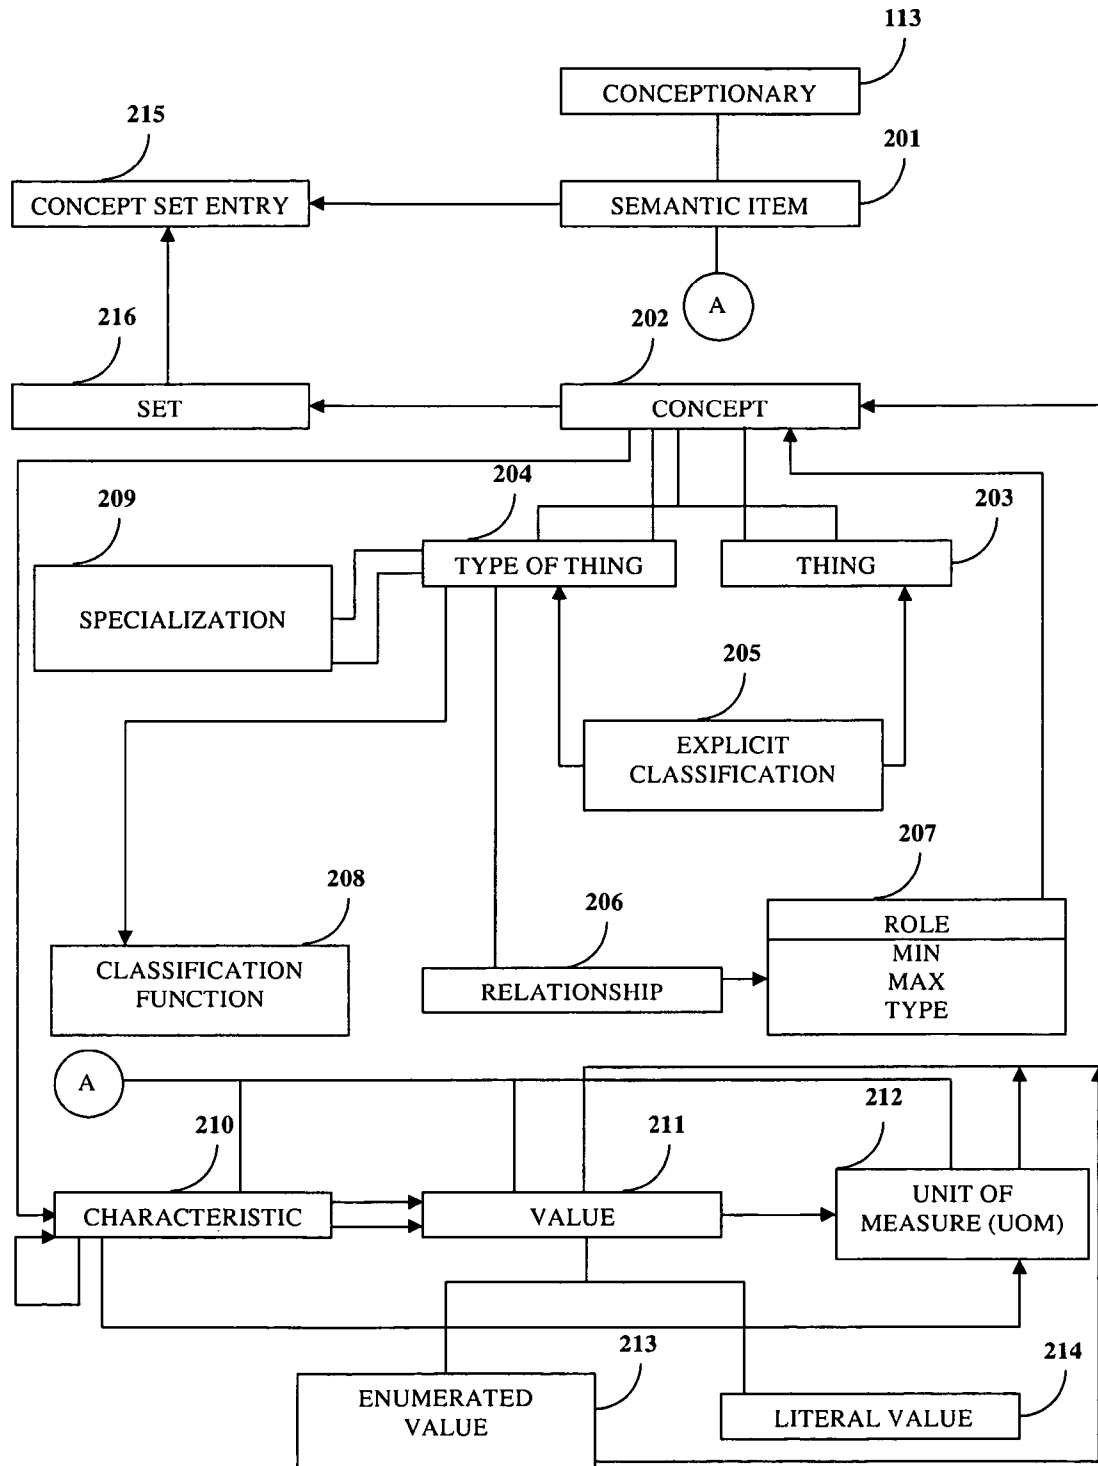 113
CONCEPTIONARY
215
201
CONCEPT SET ENTRY
SEMANTIC ITEM
A
216
202
SET
CONCEPT
209
204
203
TYPE OF THING
THING
SPECIALIZATION
205
EXPLICIT
CLASSIFICATION
207
208
206
ROLE
MIN
MAX
TYPE
CLASSIFICATION
FUNCTION
RELATIONSHIP
A
210
211
212
CHARACTERISTIC
VALUE
UNIT OF
MEASURE (UOM)
213
214
ENUMERATED
VALUE
LITERAL VALUE